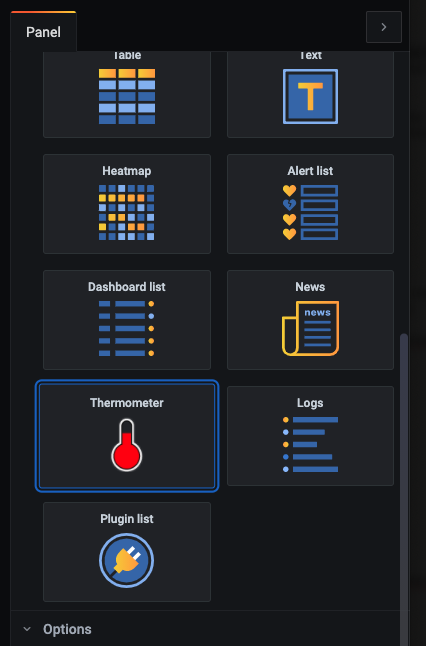 Panel
Table
Text
T
Heatmap
Alert list
Dashboard list
News
news
Thermometer
Logs
Plugin list
Options